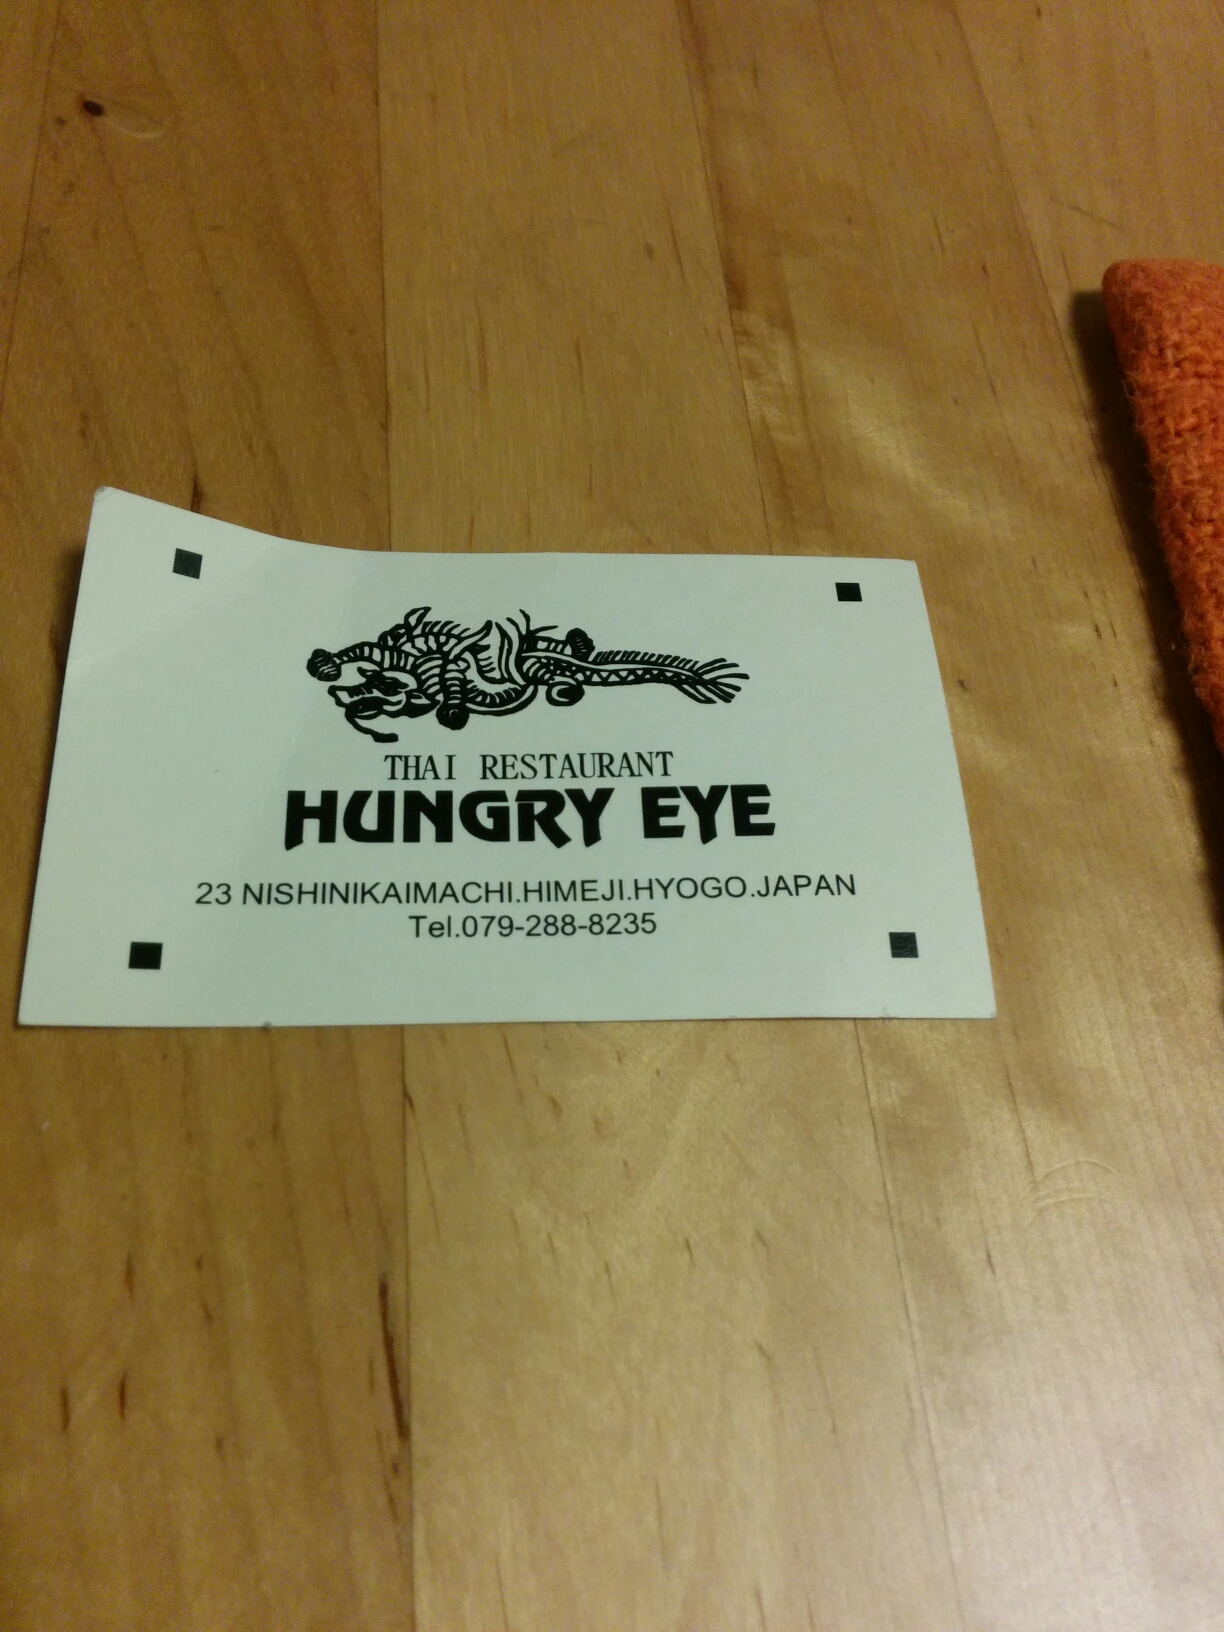 THAI RESTAURANT
HUNGRY EYE
23 NISHINIKAIMACHI.HIMEJI.HYOGO.JAPAN
Tel.079-288-8235